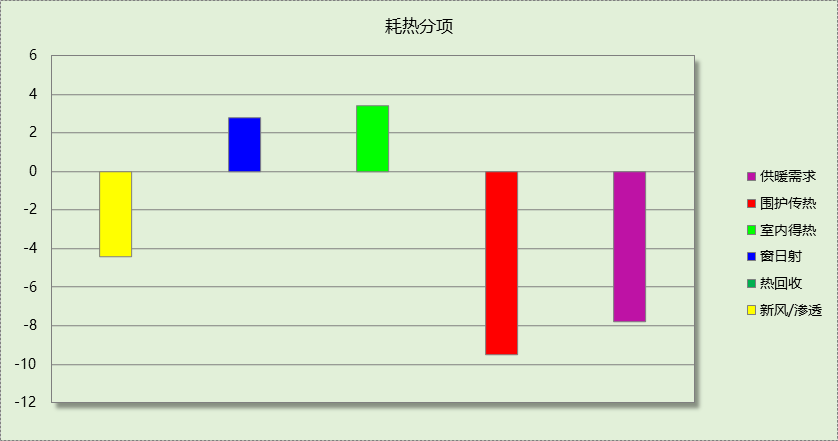 耗热分项
6
4
2
0
-2
-4
-6
-8
-10
-12
供暖需求
围护传热
室内得热
窗日射
热回收
新风/渗透